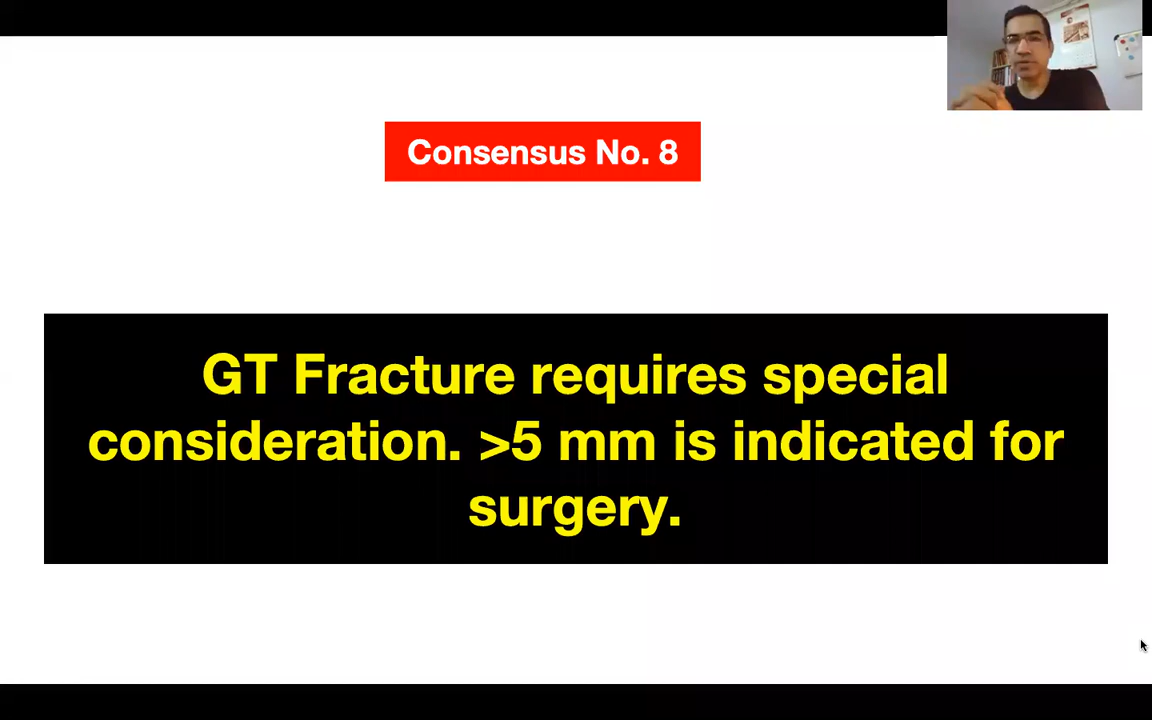 Consensus No. 8
GT Fracture requires special
consideration. >5 mm is indicated for
surgery.